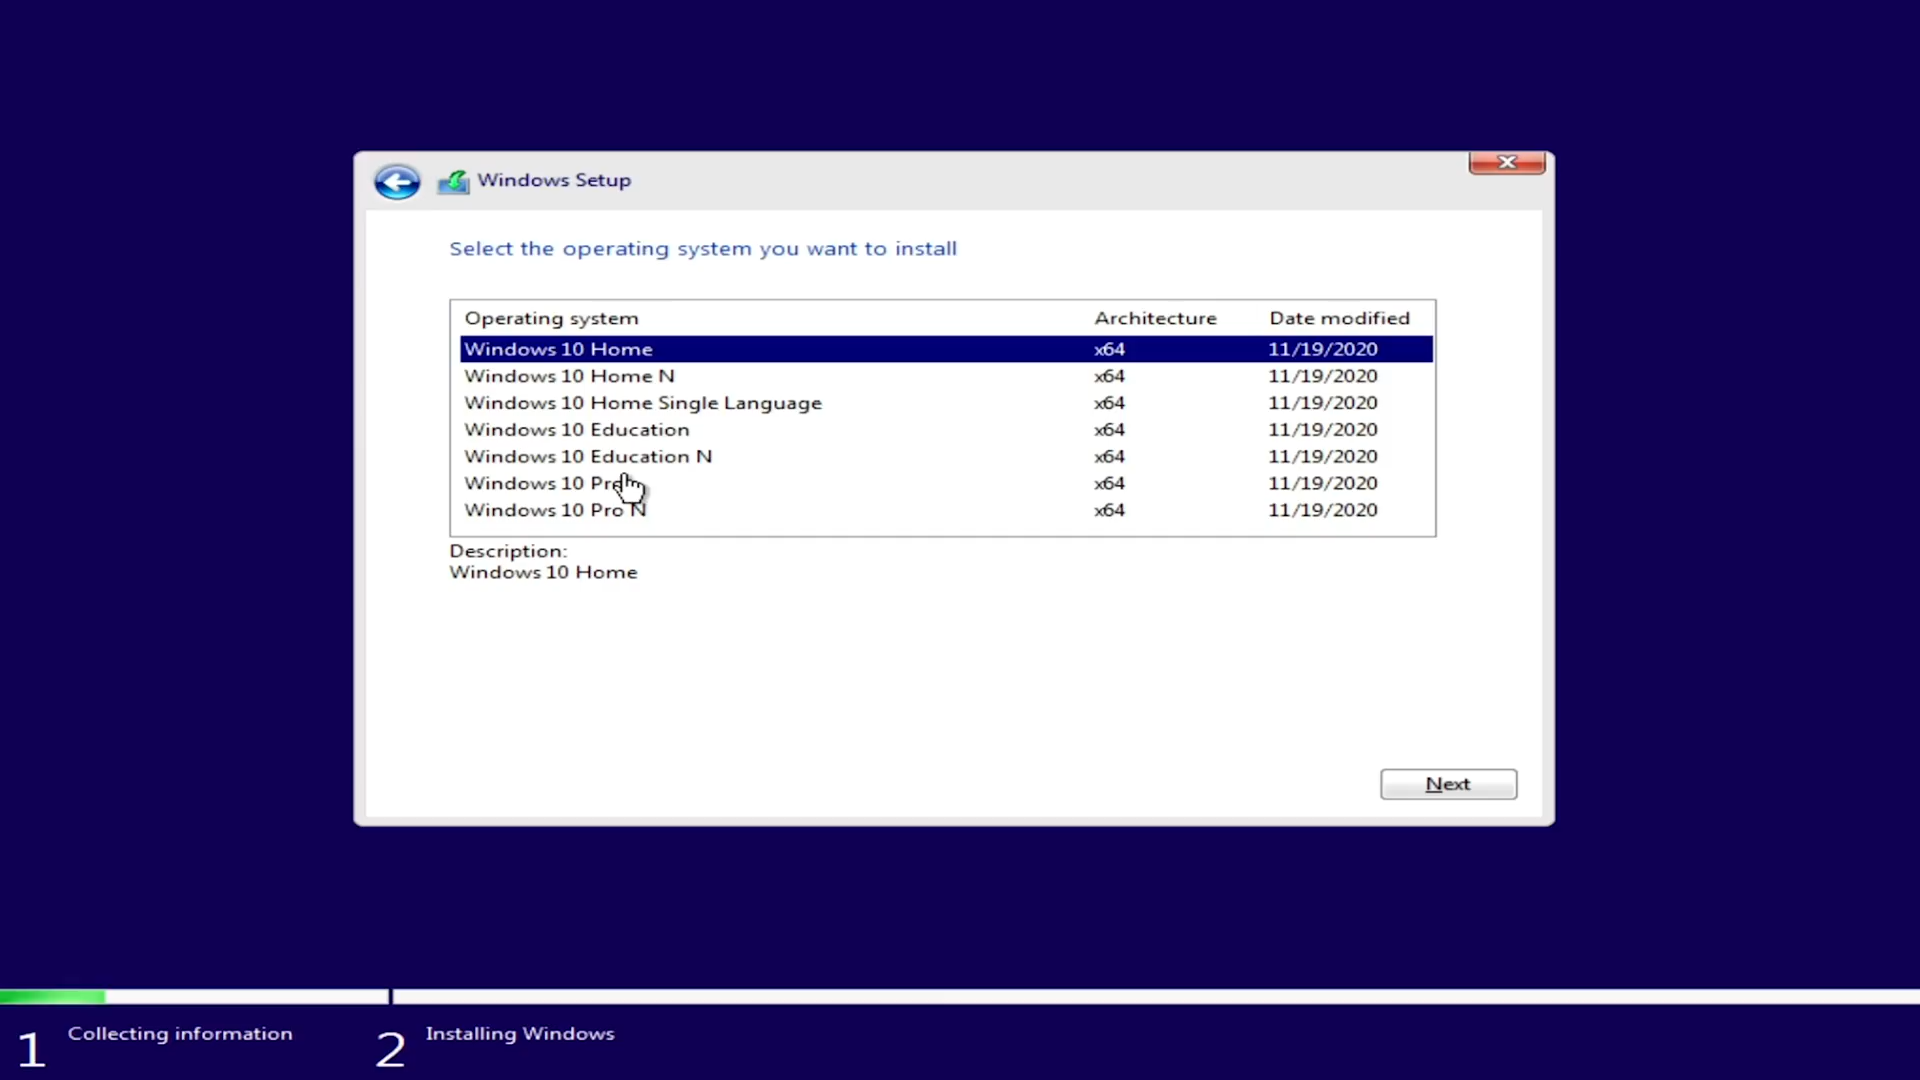 Windows Setup
Select the operating system you want to install
Operating system Architecture Date modified
Windows 10 Home x64 11/19/2020
Windows 10 Home N x64 11/19/2020
Windows 10 Home Single Language x64 11/19/2020
Windows 10 Education x64 11/19/2020
Windows 10 Education N x64 11/19/2020
Windows 10 Pro x64 11/19/2020
Windows 10 Pro N x64 11/19/2020
Description:
Windows 10 Home
Next
1 Collecting information 2 Installing Windows